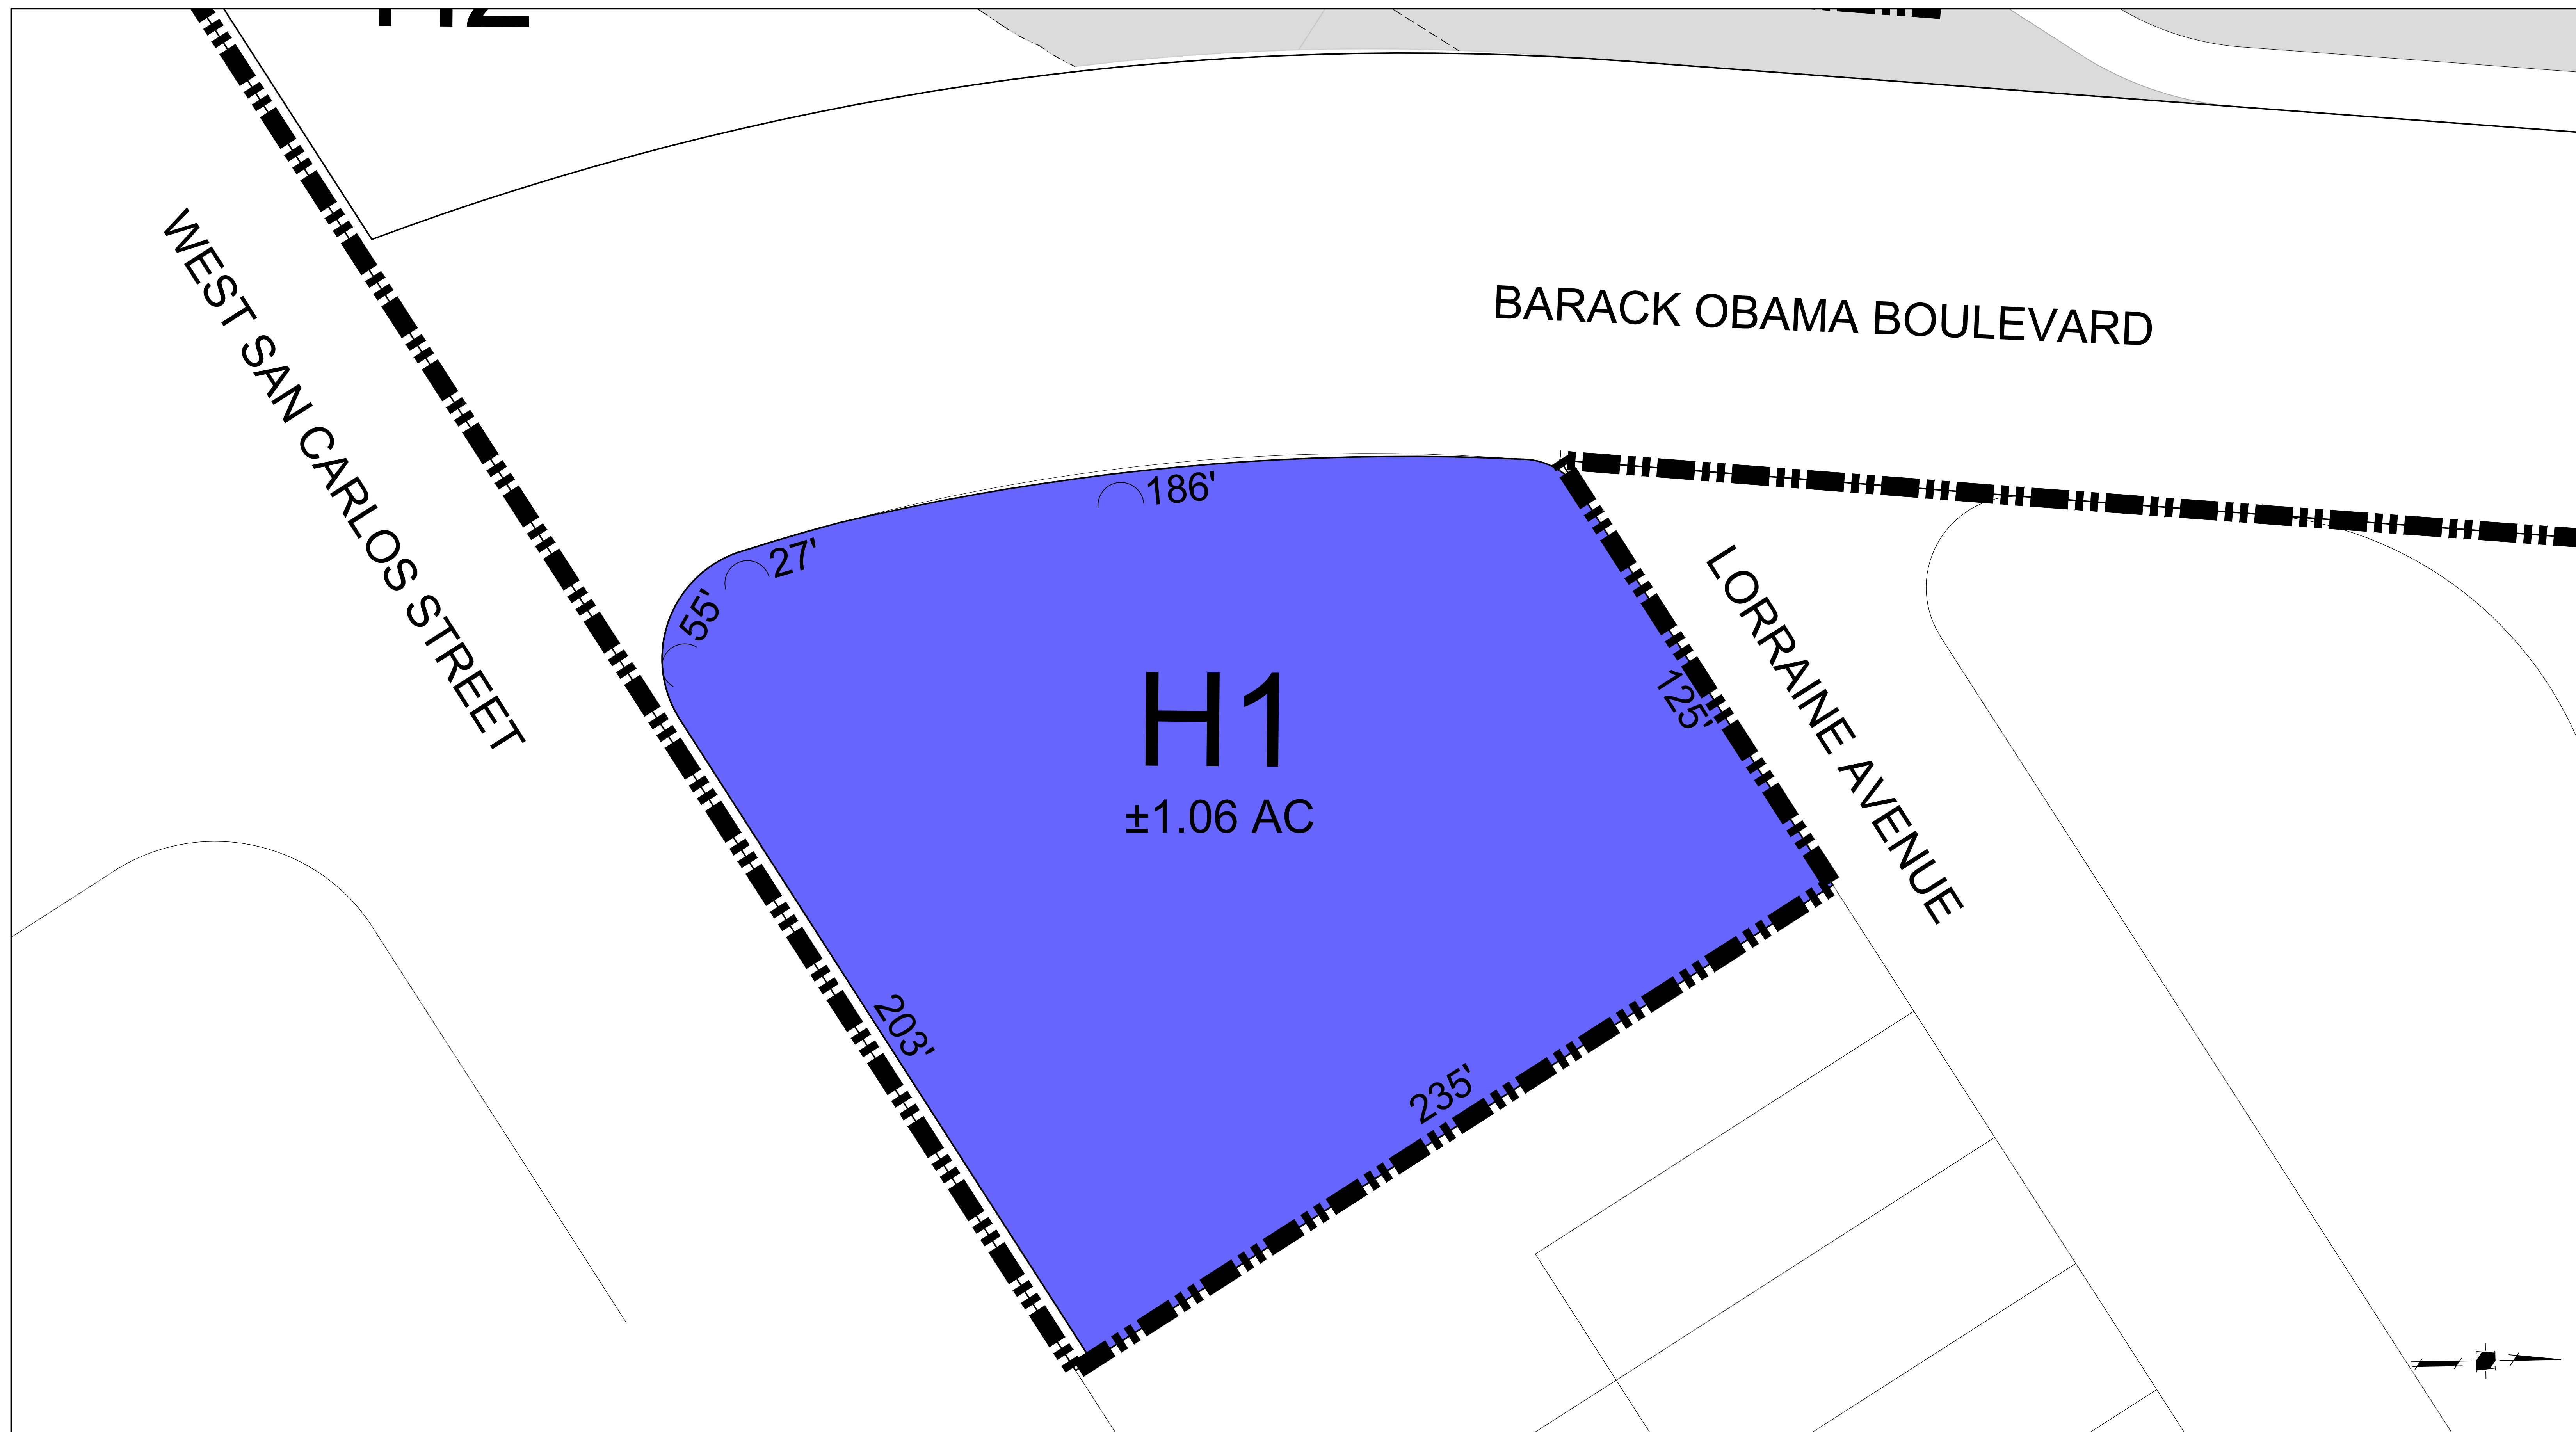 WEST SAN CARLOS STREET
BARACK OBAMA BOULEVARD
186'
27'
55'
LORRAINE AVENUE
125'
H1
±1.06 AC
203'
235'